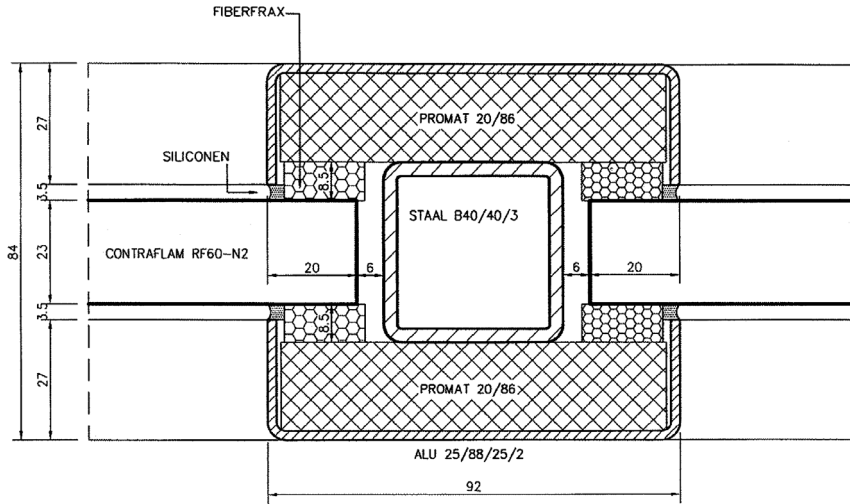 FIBERFRAX
PROMAT 20/86
SILICONEN
STAAL B40/40/3
CONTRAFLAM RF60-N2
84
27
3.5
23
3.5
27
8.5
8.5
20
6
6
20
PROMAT 20/86
ALU 25/88/25/2
92